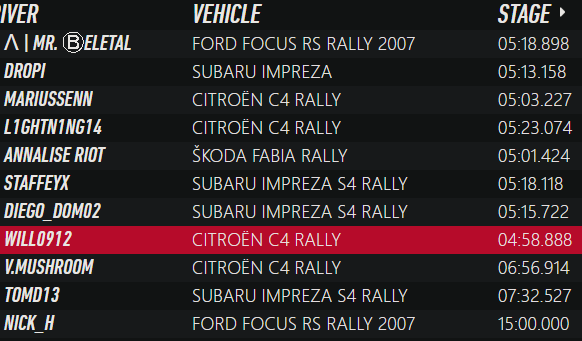 DRIVER VEHICLE STAGE
Λ | MR. ⒷELETAL FORD FOCUS RS RALLY 2007 05:18.898
DROPI SUBARU IMPREZA 05:13.158
MARIUSSENN CITROËN C4 RALLY 05:03.227
L1GHTN1NG14 CITROËN C4 RALLY 05:23.074
ANNALISE RIOT ŠKODA FABIA RALLY 05:01.424
STAFFEYX SUBARU IMPREZA S4 RALLY 05:18.118
DIEGO_DOM02 SUBARU IMPREZA S4 RALLY 05:15.722
WILL0912 CITROËN C4 RALLY 04:58.888
V.MUSHROOM CITROËN C4 RALLY 06:56.914
TOMD13 SUBARU IMPREZA S4 RALLY 07:32.527
NICK_H FORD FOCUS RS RALLY 2007 15:00.000